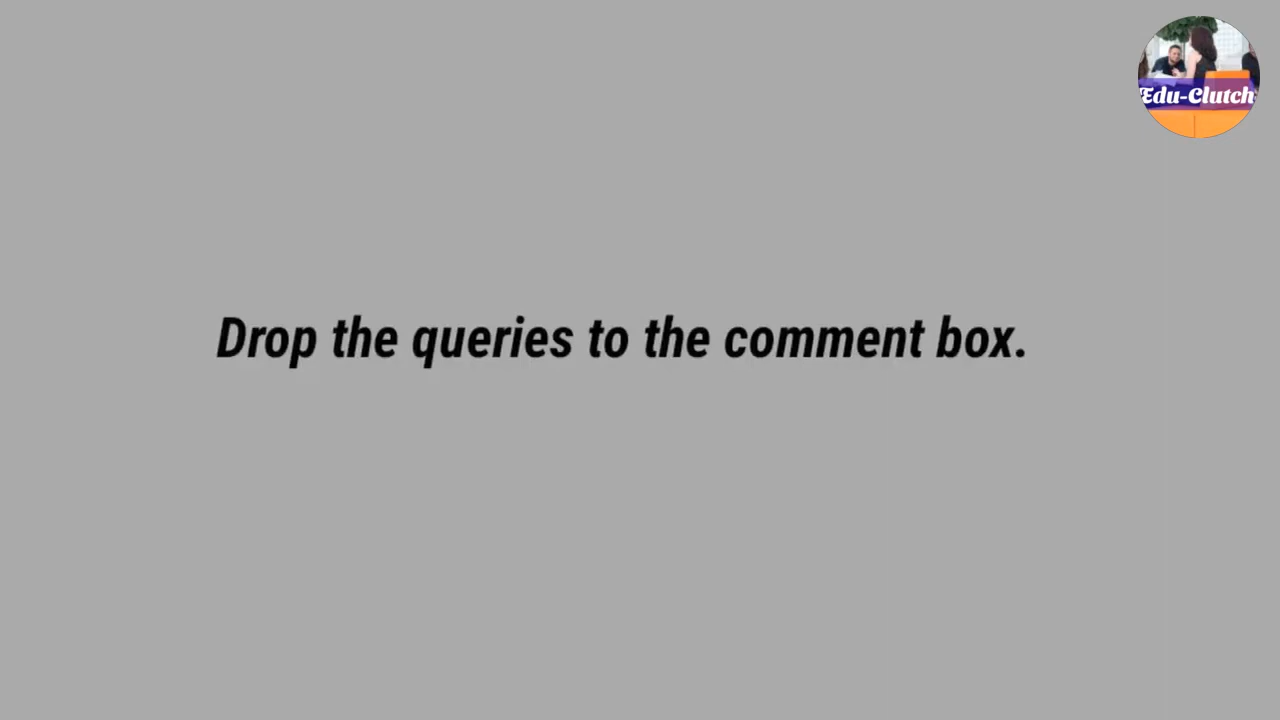 Edu-Clutch
Drop the queries to the comment box.